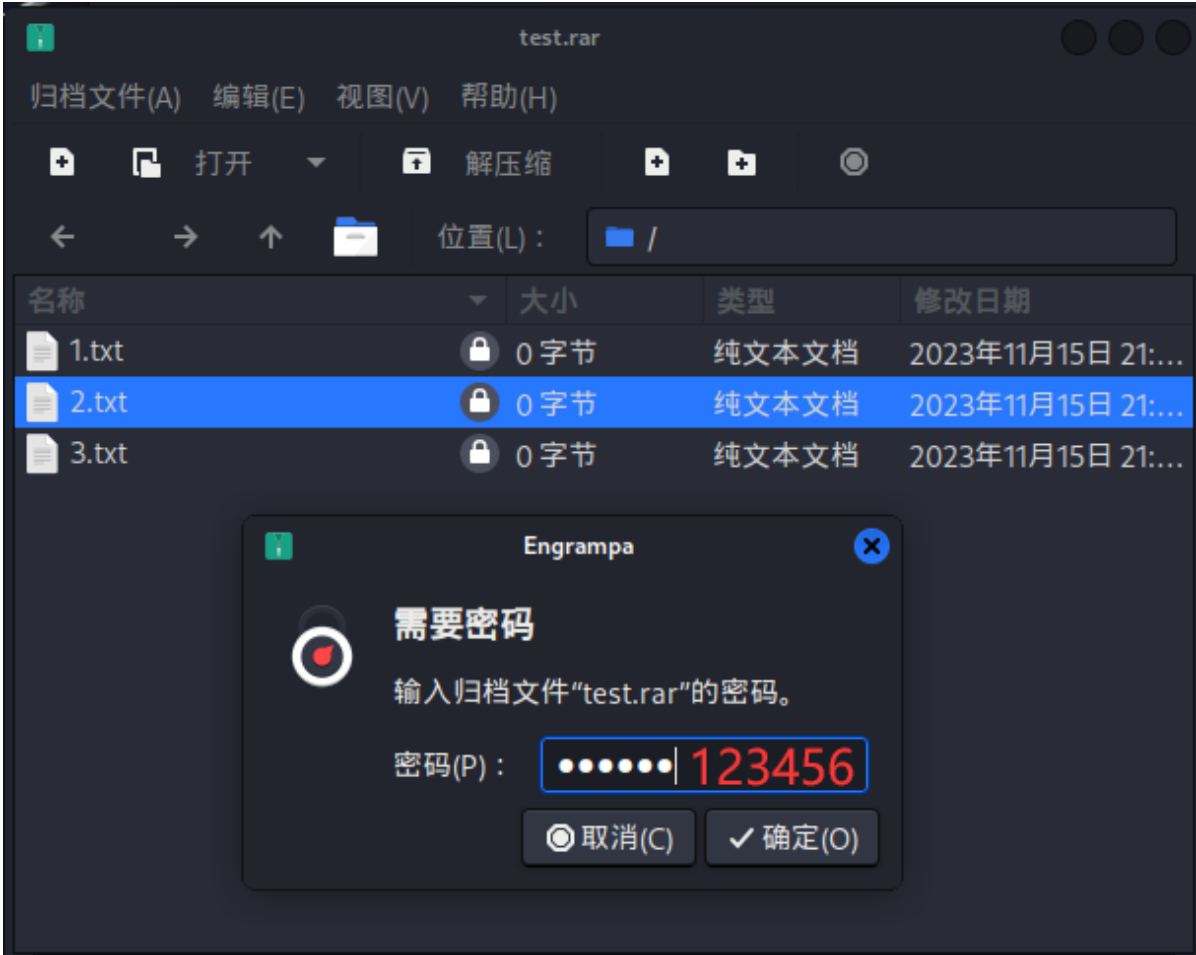 test.rar
归档文件(A) 编辑(E) 视图(V) 帮助(H)
打开 解压缩
位置(L)： /
名称 大小 类型 修改日期
1.txt 0 字节 纯文本文档 2023年11月15日 21:...
2.txt 0 字节 纯文本文档 2023年11月15日 21:...
3.txt 0 字节 纯文本文档 2023年11月15日 21:...
Engrampa
需要密码
输入归档文件“test.rar”的密码。
密码(P)： ●●●●●● 123456
取消(C) 确定(O)